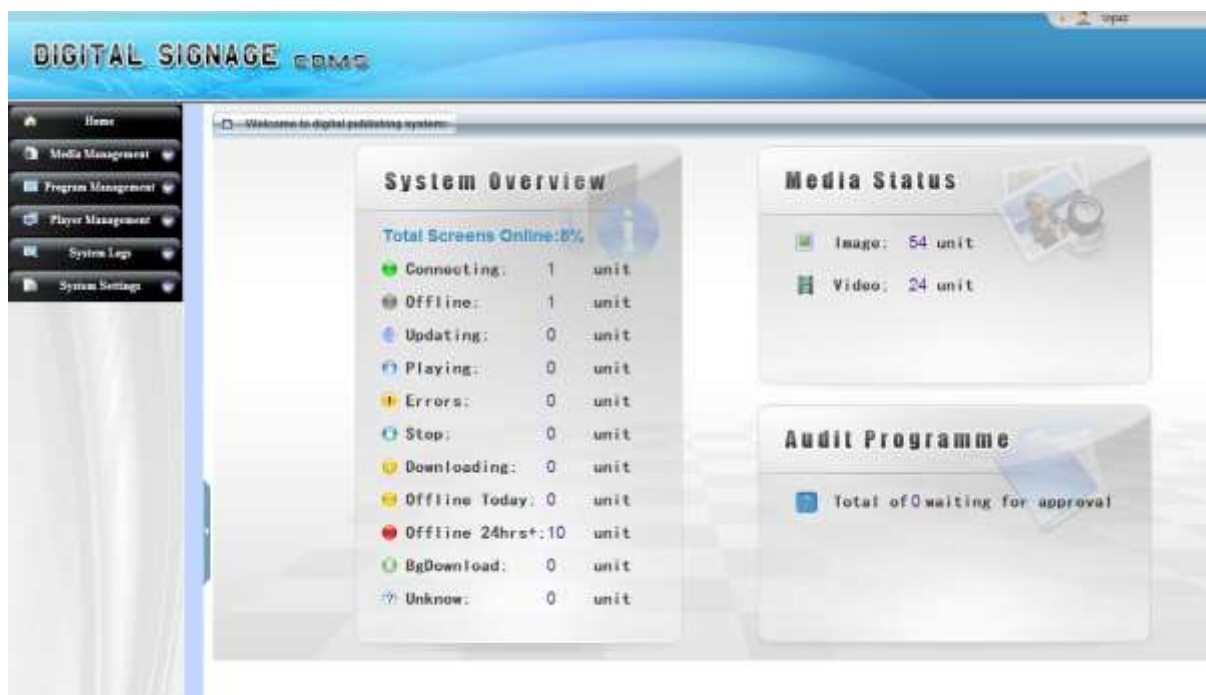 topaz
DIGITAL SIGNAGE CDMS
Home
Media Management
Program Management
Player Management
System Logs
System Settings
Welcome to digital publishing system
System Overview
Total Screens Online:8%
Connecting: 1 unit
Offline: 1 unit
Updating: 0 unit
Playing: 0 unit
Errors: 0 unit
Stop: 0 unit
Downloading: 0 unit
Offline Today: 0 unit
Offline 24hrs+: 10 unit
BgDownload: 0 unit
Unknow: 0 unit
Media Status
Image: 54 unit
Video: 24 unit
Audit Programme
Total of 0 waiting for approval